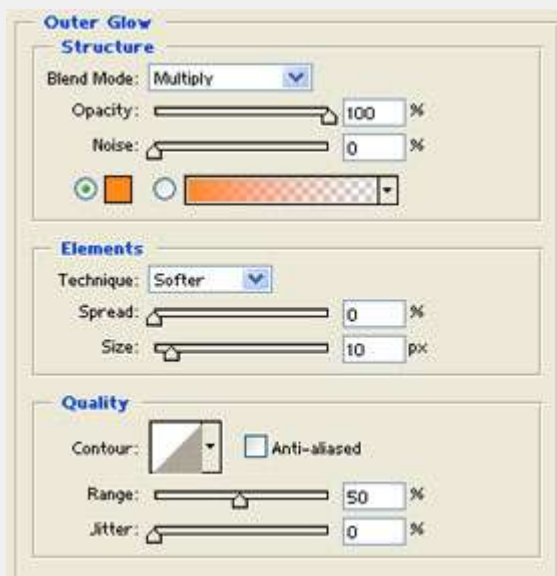 Outer Glow
Structure
Blend Mode: Multiply
Opacity: 100 %
Noise: 0 %
Elements
Technique: Softer
Spread: 0 %
Size: 10 px
Quality
Contour: Anti-aliased
Range: 50 %
Jitter: 0 %